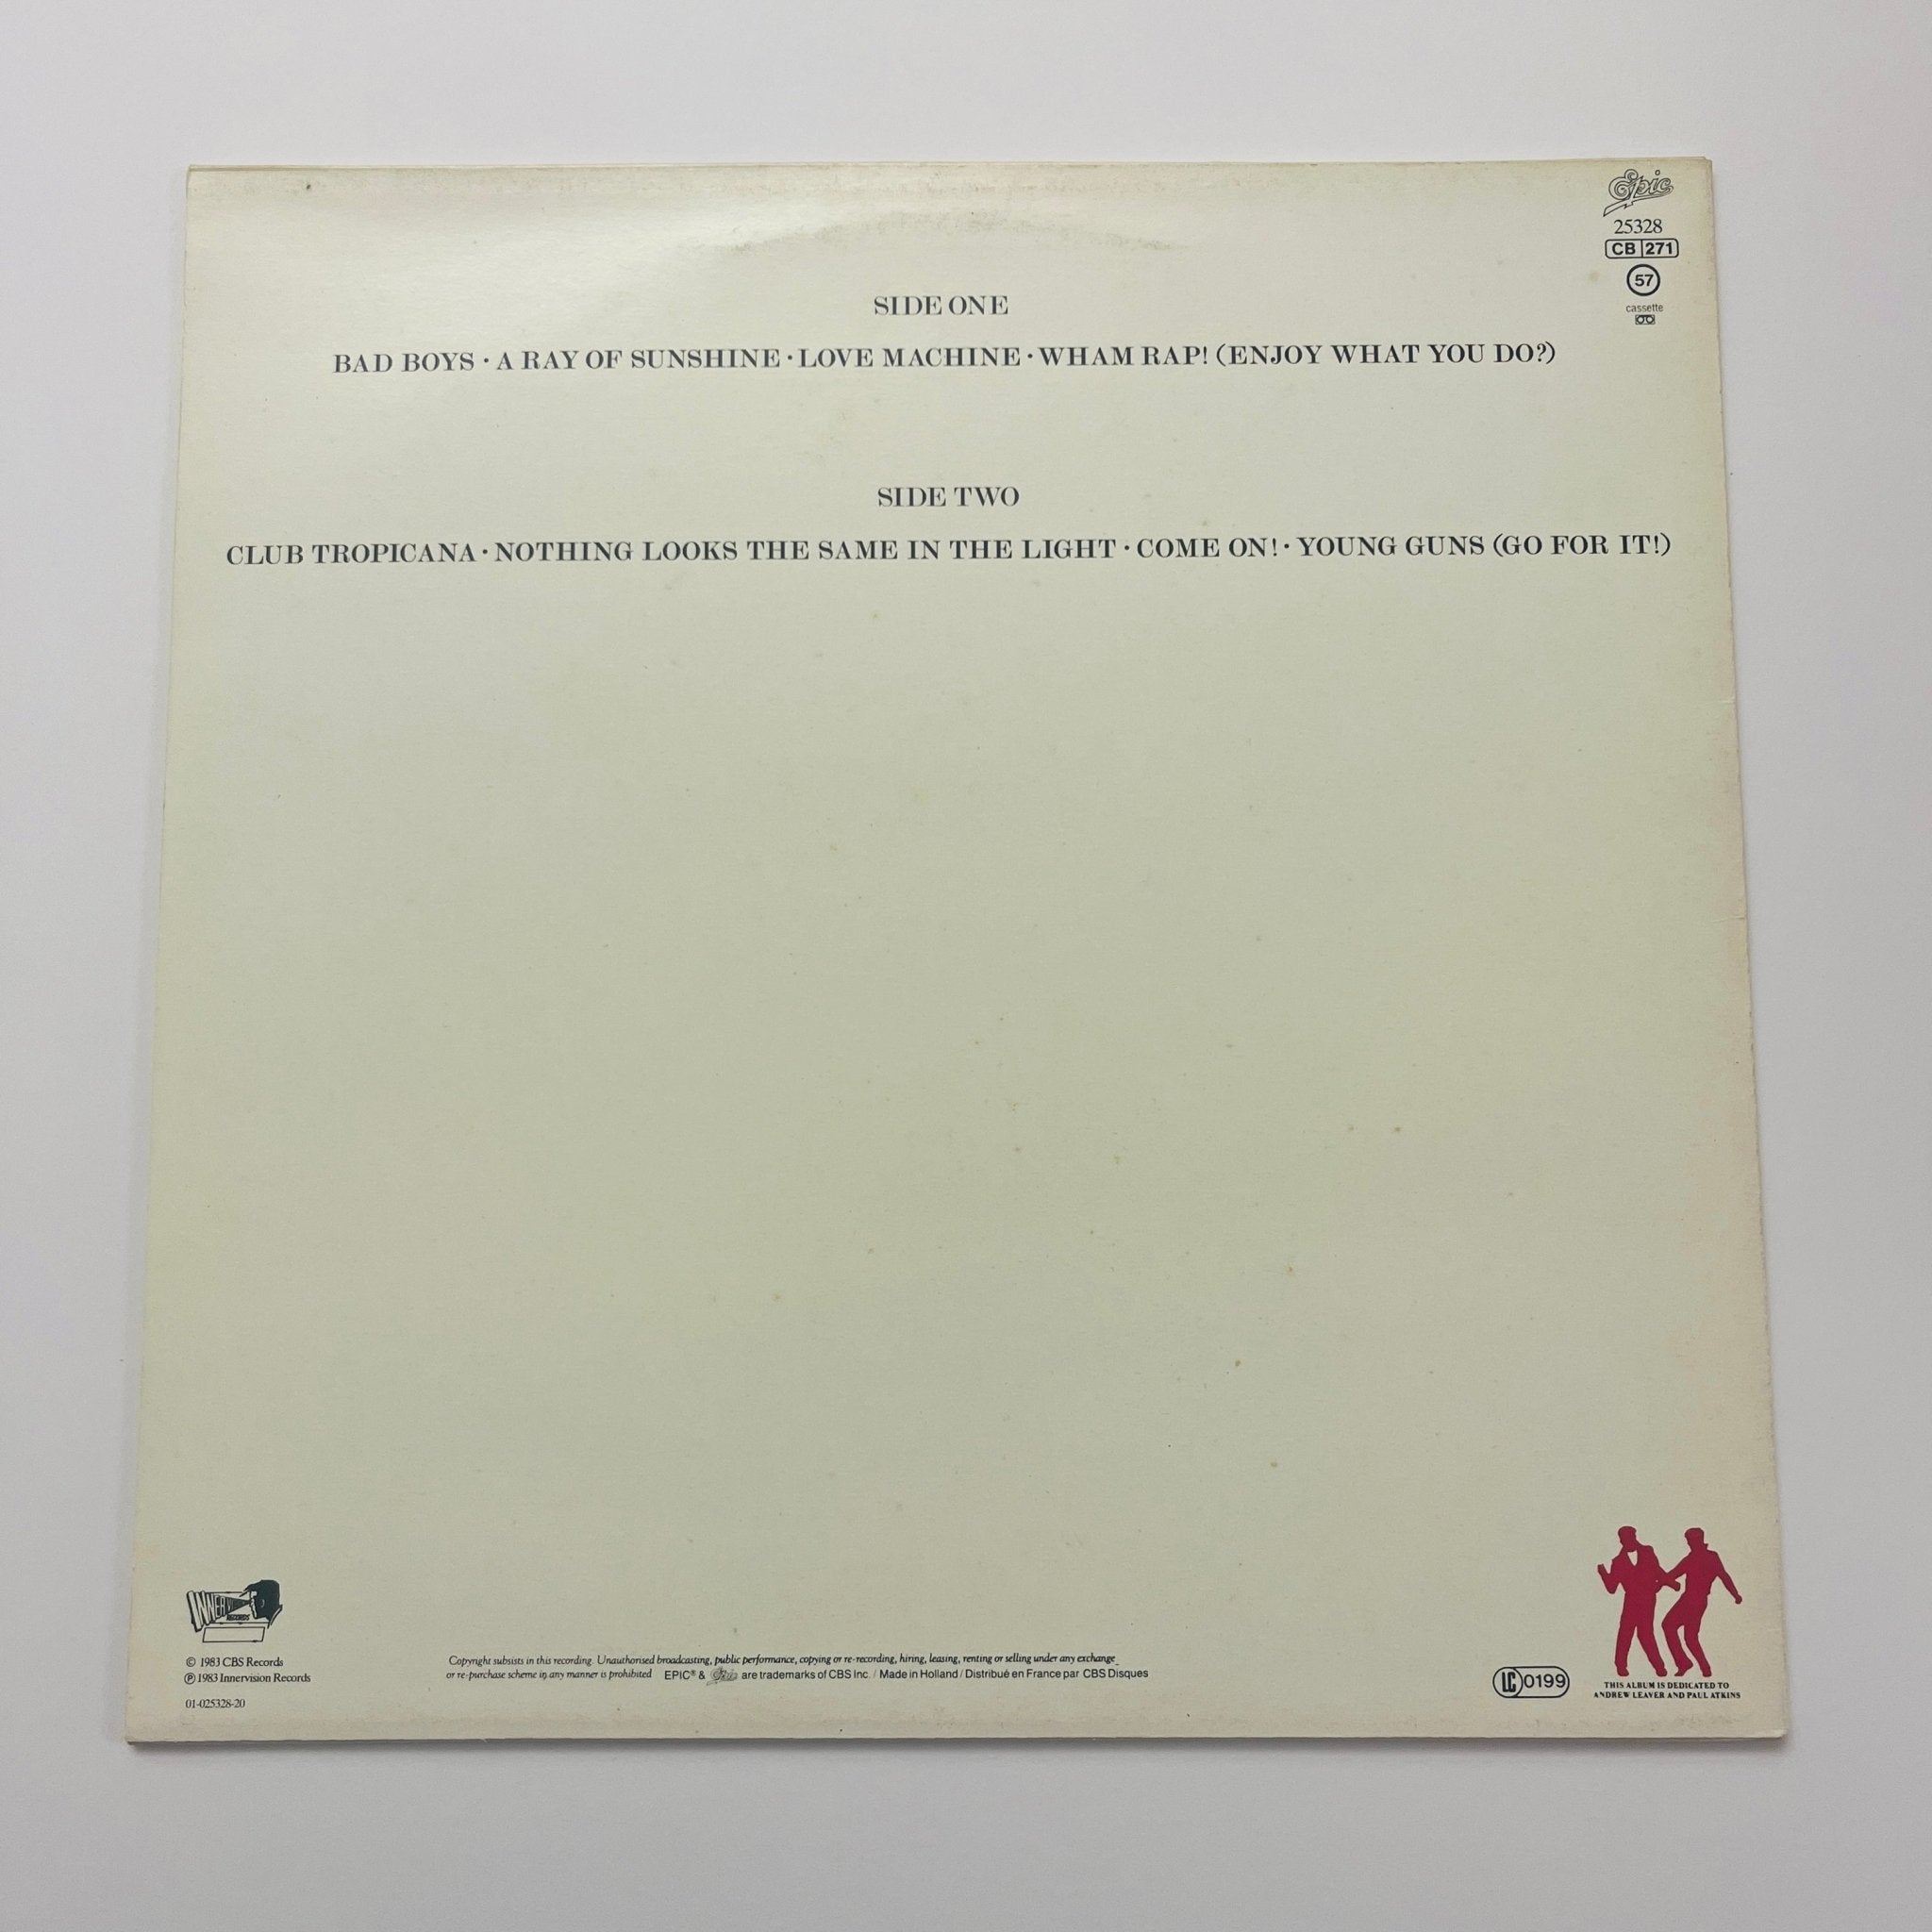 Epic
25328
CB 271
57
cassette
SIDE ONE
BAD BOYS · A RAY OF SUNSHINE · LOVE MACHINE · WHAM RAP! (ENJOY WHAT YOU DO?)
SIDE TWO
CLUB TROPICANA · NOTHING LOOKS THE SAME IN THE LIGHT · COME ON! · YOUNG GUNS (GO FOR IT!)
INNERVISION
RECORDS
© 1983 CBS Records
℗ 1983 Innervision Records
01-025328-20
Copyright subsists in this recording. Unauthorised broadcasting, public performance, copying or re-recording, hiring, leasing, renting or selling under any exchange
or re-purchase scheme in any manner is prohibited EPIC® & Epic are trademarks of CBS Inc. / Made in Holland / Distribué en France par CBS Disques
LC 0199
THIS ALBUM IS DEDICATED TO
ANDREW LEAVER AND PAUL ATKINS